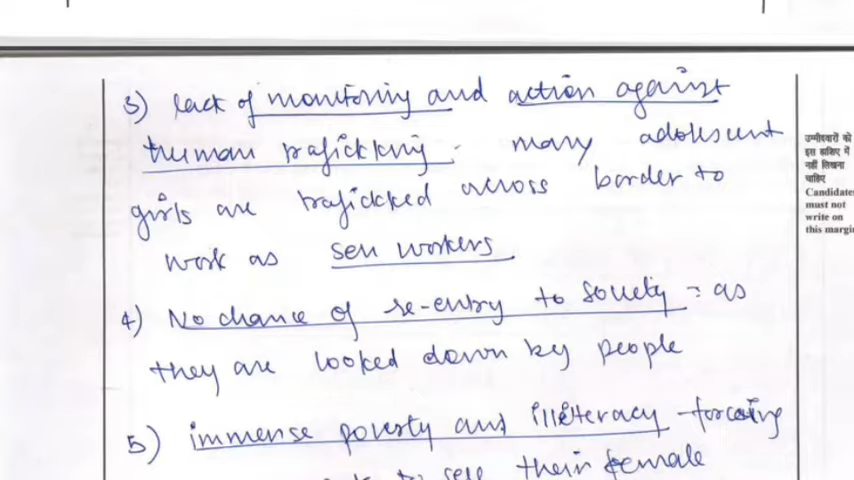 3) lack of monitoring and action against
human trafickking. many adolescent
girls are trafickked across border to
work as sex workers
4) No chance of re-entry to society = as
they are looked down by people
5) immense poverty and illiteracy - forcing
to sell their female
उम्मीदवारों को
इस हाशिए में
नहीं लिखना
चाहिए
Candidates
must not
write on
this margin